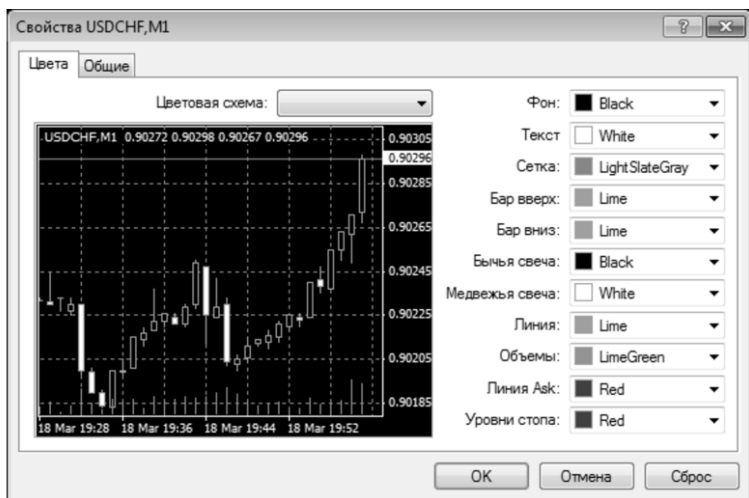 Свойства USDCHF,M1
Цвета Общие
Цветовая схема:
USDCHF,M1 0.90272 0.90298 0.90267 0.90296
0.90305
0.90296
0.90285
0.90265
0.90245
0.90225
0.90205
0.90185
18 Mar 19:28 18 Mar 19:36 18 Mar 19:44 18 Mar 19:52
Фон: Black
Текст White
Сетка: LightSlateGray
Бар вверх: Lime
Бар вниз: Lime
Бычья свеча: Black
Медвежья свеча: White
Линия: Lime
Объемы: LimeGreen
Линия Ask: Red
Уровни стопа: Red
OK Отмена Сброс